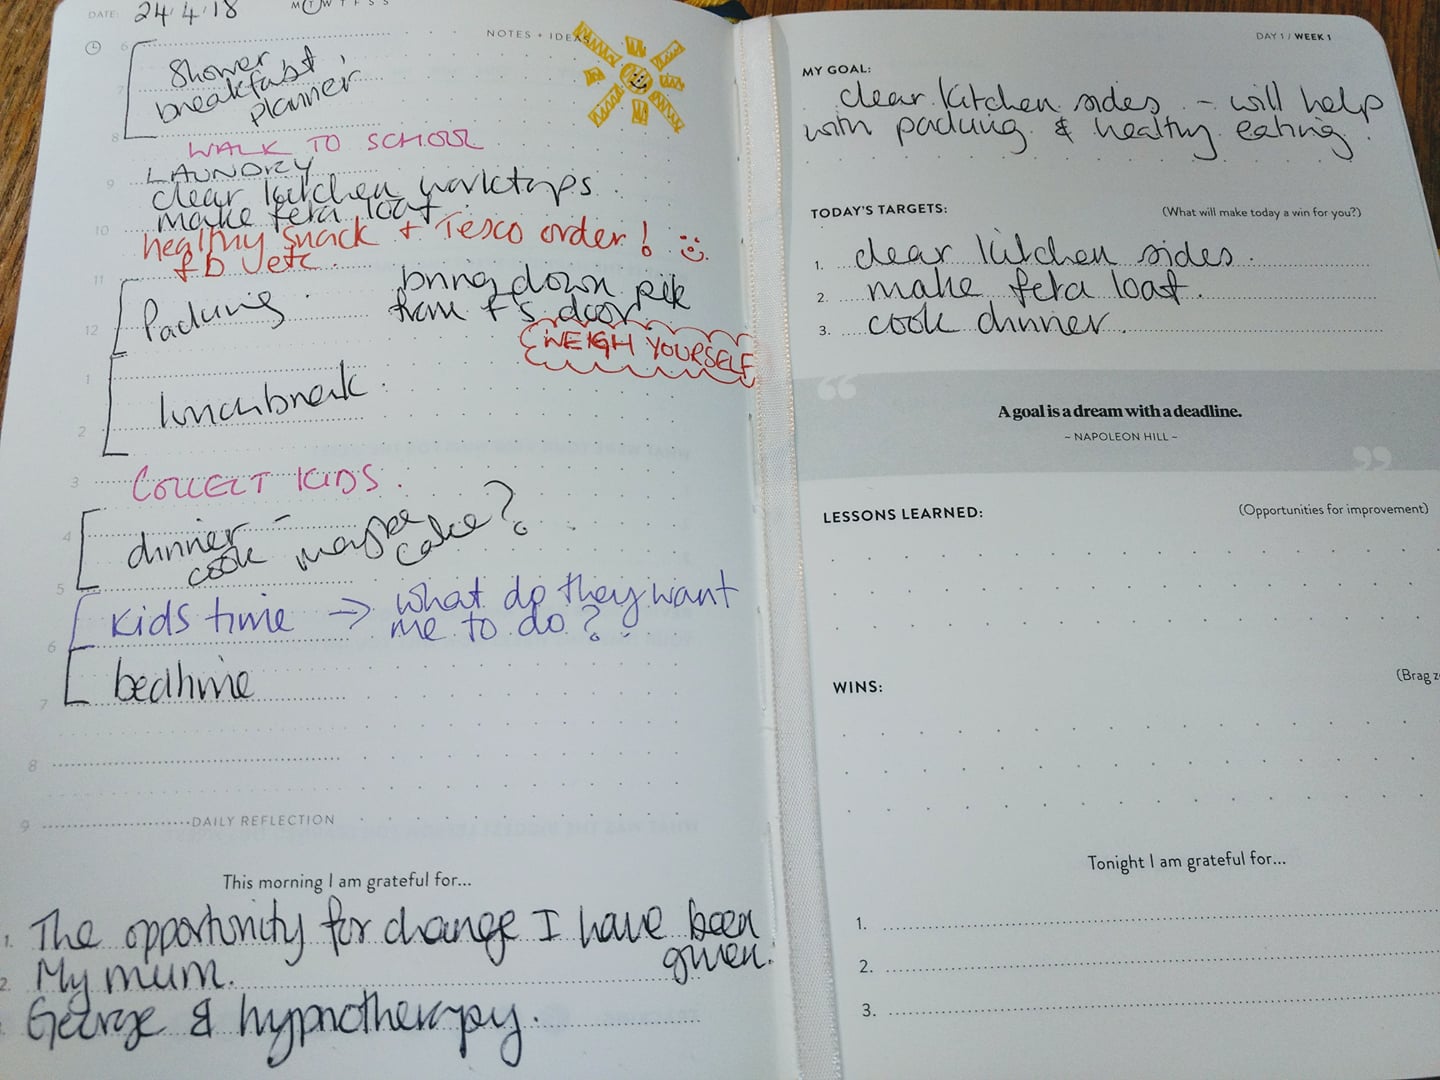 DATE: 24/4/18 M T W T F S S
NOTES + IDEAS
6
Shower
breakfast,
7
planner
8
WALK TO SCHOOL
LAUNDRY
9
clear kitchen worktops.
make feta loaf.
10
healthy snack + Tesco order!
fb vetc.
11
Packing.
bring down
from F's door.
12
WEIGH YOURSELF
1
lunchbreak.
2
3
COLLECT KIDS.
dinner -
4
cook maybe
cake?
5
Kids time → what do they want
me to do?
6
bedtime
7
8
9 DAILY REFLECTION
This morning I am grateful for...
1. The opportunity for change I have been
given.
2. My mum.
George & hypnotherapy.
DAY 1 / WEEK 1
MY GOAL:
clear kitchen sides - will help
with packing & healthy eating.
TODAY'S TARGETS: (What will make today a win for you?)
1. clear kitchen sides.
2. make feta loaf.
3. cook dinner.
“
A goal is a dream with a deadline.
~ NAPOLEON HILL ~
”
LESSONS LEARNED: (Opportunities for improvement)
WINS: (Brag z
Tonight I am grateful for...
1.
2.
3.